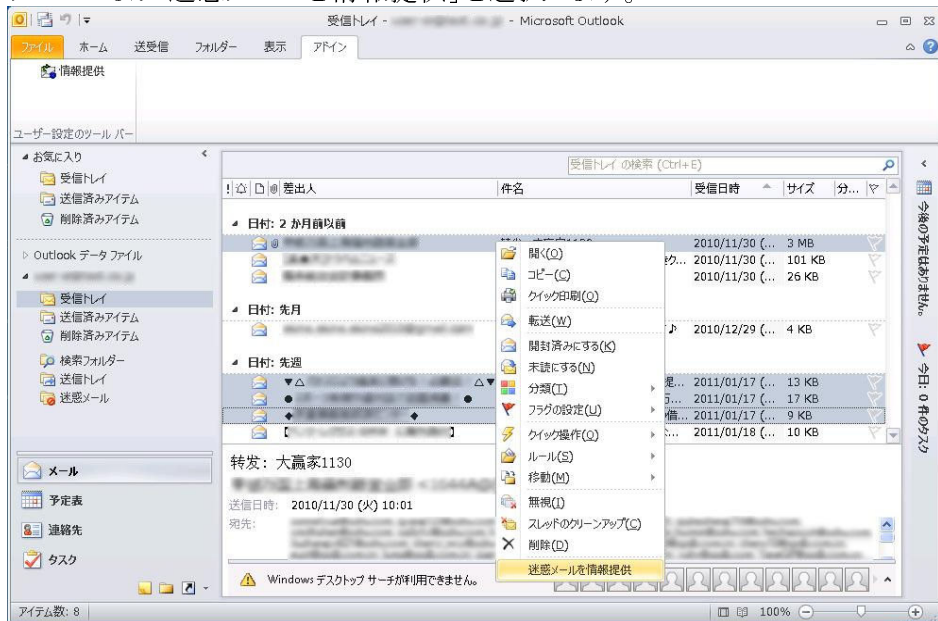 受信トレイ - - Microsoft Outlook
ファイル ホーム 送受信 フォルダー 表示 アドイン
情報提供
ユーザー設定のツール バー
お気に入り
受信トレイ
送信済みアイテム
削除済みアイテム
Outlook データ ファイル
受信トレイ
送信済みアイテム
削除済みアイテム
検索フォルダー
送信トレイ
迷惑メール
メール
予定表
連絡先
タスク
受信トレイ の検索 (Ctrl+E)
差出人 件名 受信日時 サイズ 分...
日付: 2 か月前以前
2010/11/30 (... 3 MB
2010/11/30 (... 101 KB
2010/11/30 (... 26 KB
日付: 先月
2010/12/29 (... 4 KB
日付: 先週
▼△ △▼ 2011/01/17 (... 13 KB
● ● 2011/01/17 (... 17 KB
◆ ◆ 2011/01/17 (... 9 KB
【 】 2011/01/18 (... 10 KB
開く(O)
コピー(C)
クイック印刷(Q)
転送(W)
開封済みにする(K)
未読にする(N)
分類(T)
フラグの設定(U)
クイック操作(Q)
ルール(S)
移動(M)
無視(I)
スレッドのクリーンアップ(C)
削除(D)
迷惑メールを情報提供
转发: 大赢家1130
送信日時: 2010/11/30 (火) 10:01
宛先:
Windows デスクトップ サーチが利用できません。
今後の予定はありません。
今日: 0 件のタスク
アイテム数: 8
100%